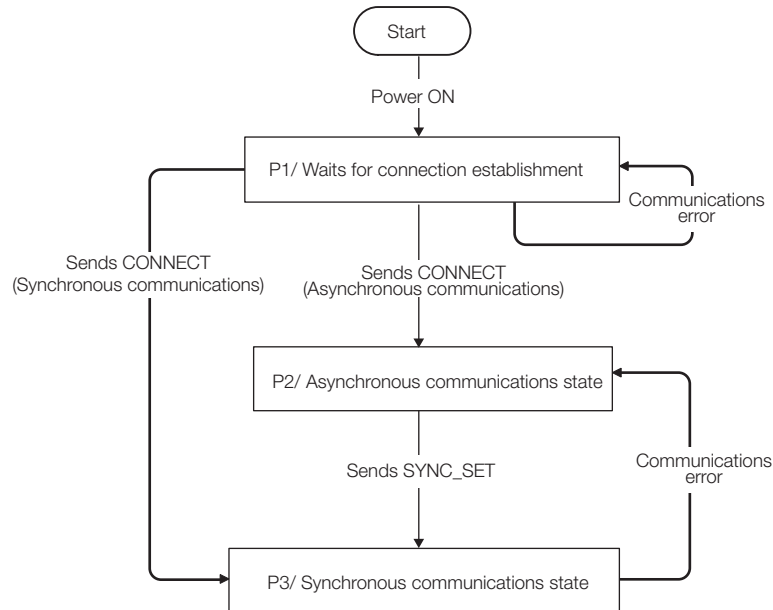 Start
Power ON
P1/ Waits for connection establishment
Communications
error
Sends CONNECT
(Synchronous communications)
Sends CONNECT
(Asynchronous communications)
P2/ Asynchronous communications state
Sends SYNC_SET
Communications
error
P3/ Synchronous communications state